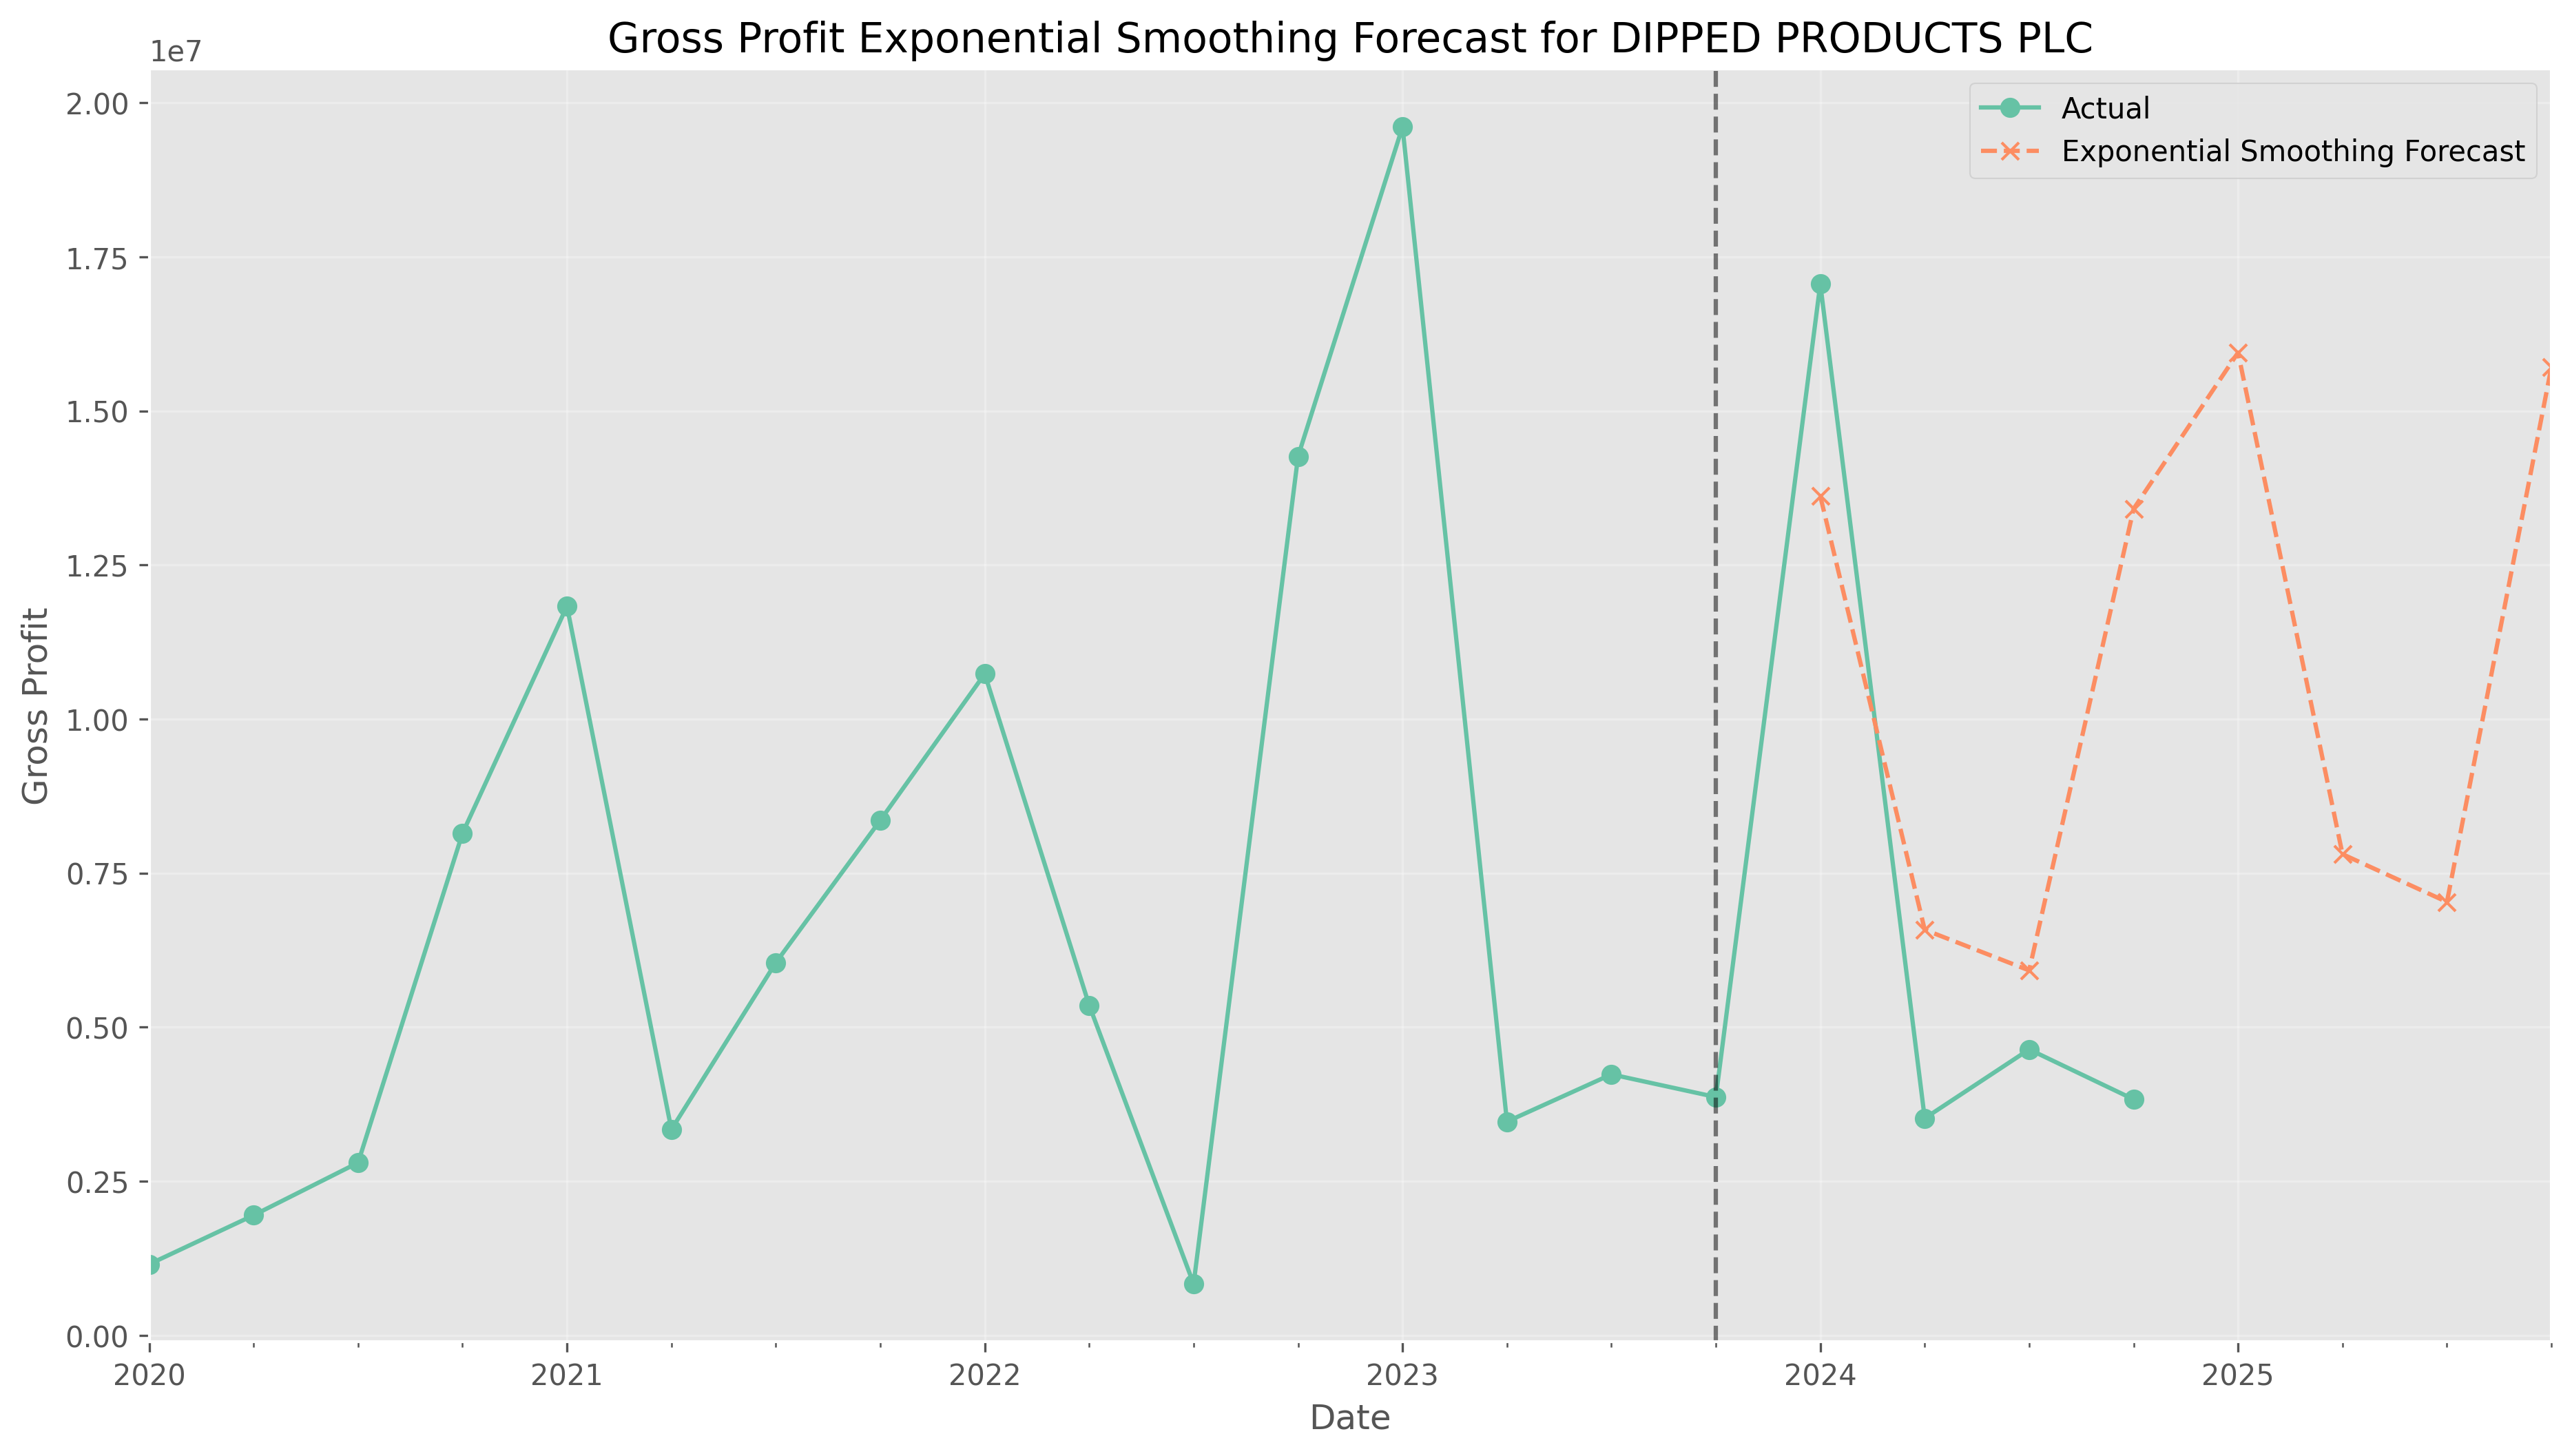 Gross Profit Exponential Smoothing Forecast for DIPPED PRODUCTS PLC
1e7
2.00
1.75
1.50
1.25
1.00
0.75
0.50
0.25
0.00
Gross Profit
Actual
Exponential Smoothing Forecast
2020 2021 2022 2023 2024 2025
Date